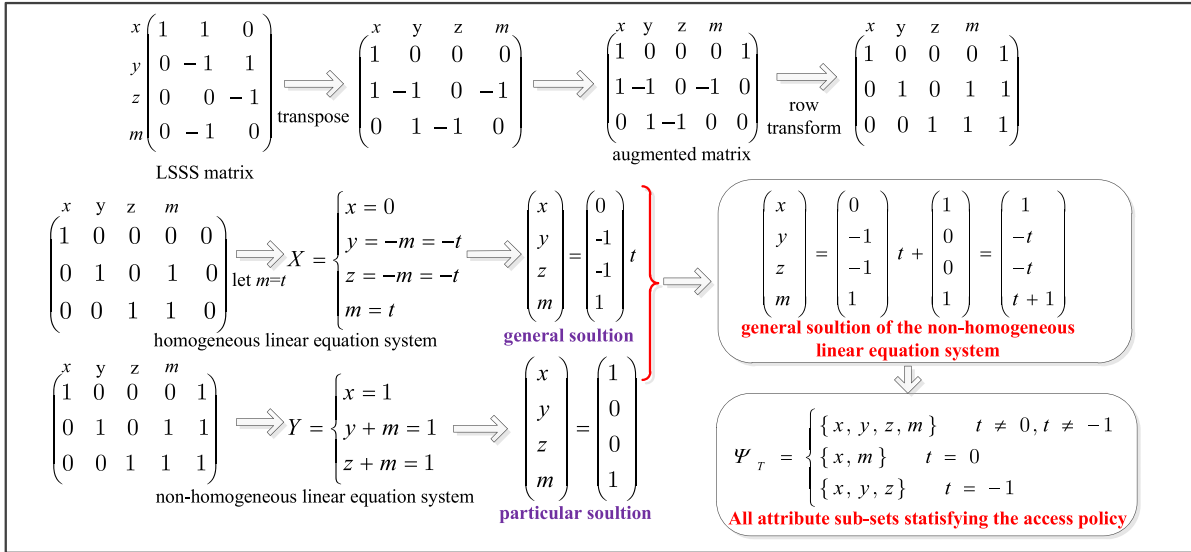 x y z m x y z m x y z m
x 1 1 0
y 0 −1 1
z 0 0 −1
m 0 −1 0
LSSS matrix
transpose
1 0 0 0
1 −1 0 −1
0 1 −1 0
1 0 0 0 1
1 −1 0 −1 0
0 1 −1 0 0
augmented matrix
row
transform
1 0 0 0 1
0 1 0 1 1
0 0 1 1 1
x y z m
1 0 0 0 0
0 1 0 1 0
0 0 1 1 0
let m=t
X = { x = 0
y = −m = −t
z = −m = −t
m = t
homogeneous linear equation system
(x y z m) = (0 -1 -1 1) t
general soultion
x y z m
1 0 0 0 1
0 1 0 1 1
0 0 1 1 1
Y = { x = 1
y + m = 1
z + m = 1
non-homogeneous linear equation system
(x y z m) = (1 0 0 1)
particular soultion
(x y z m) = (0 −1 −1 1) t + (1 0 0 1) = (1 −t −t t + 1)
general soultion of the non-homogeneous
linear equation system
Ψ_T = { {x, y, z, m} t ≠ 0, t ≠ −1
{x, m} t = 0
{x, y, z} t = −1
All attribute sub-sets statisfying the access policy